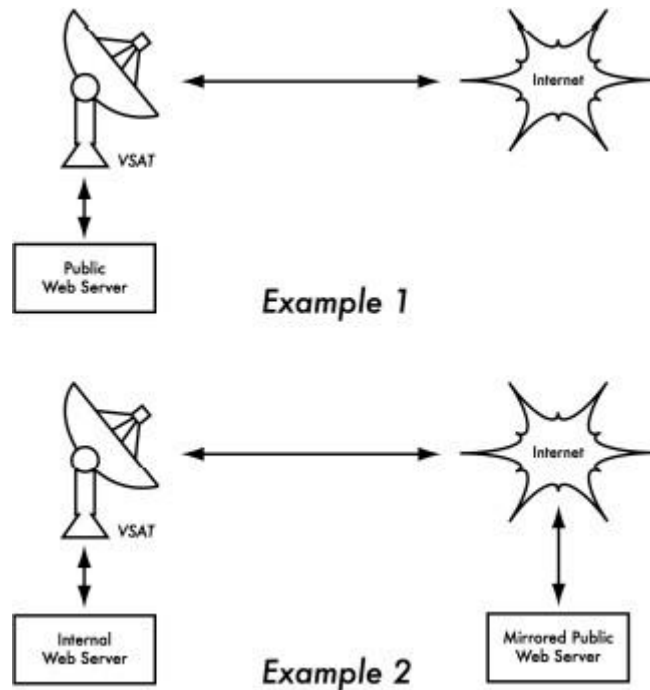 Internet
VSAT
Public
Web Server
Example 1
Internet
VSAT
Internal
Web Server
Mirrored Public
Web Server
Example 2